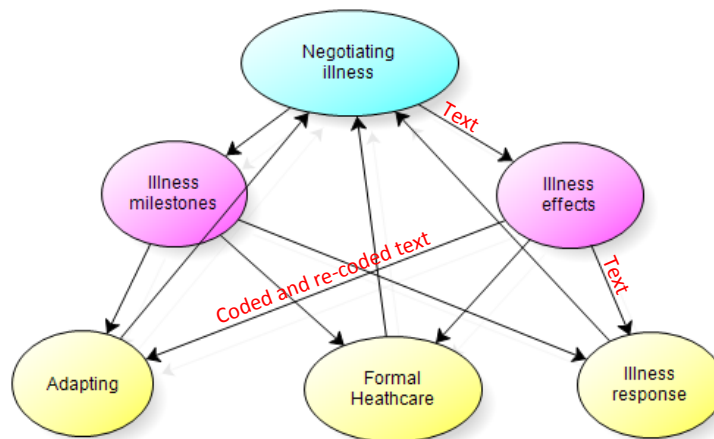 Negotiating
illness
Text
Illness
milestones
Illness
effects
Coded and re-coded text
Text
Adapting
Formal
Heathcare
Illness
response